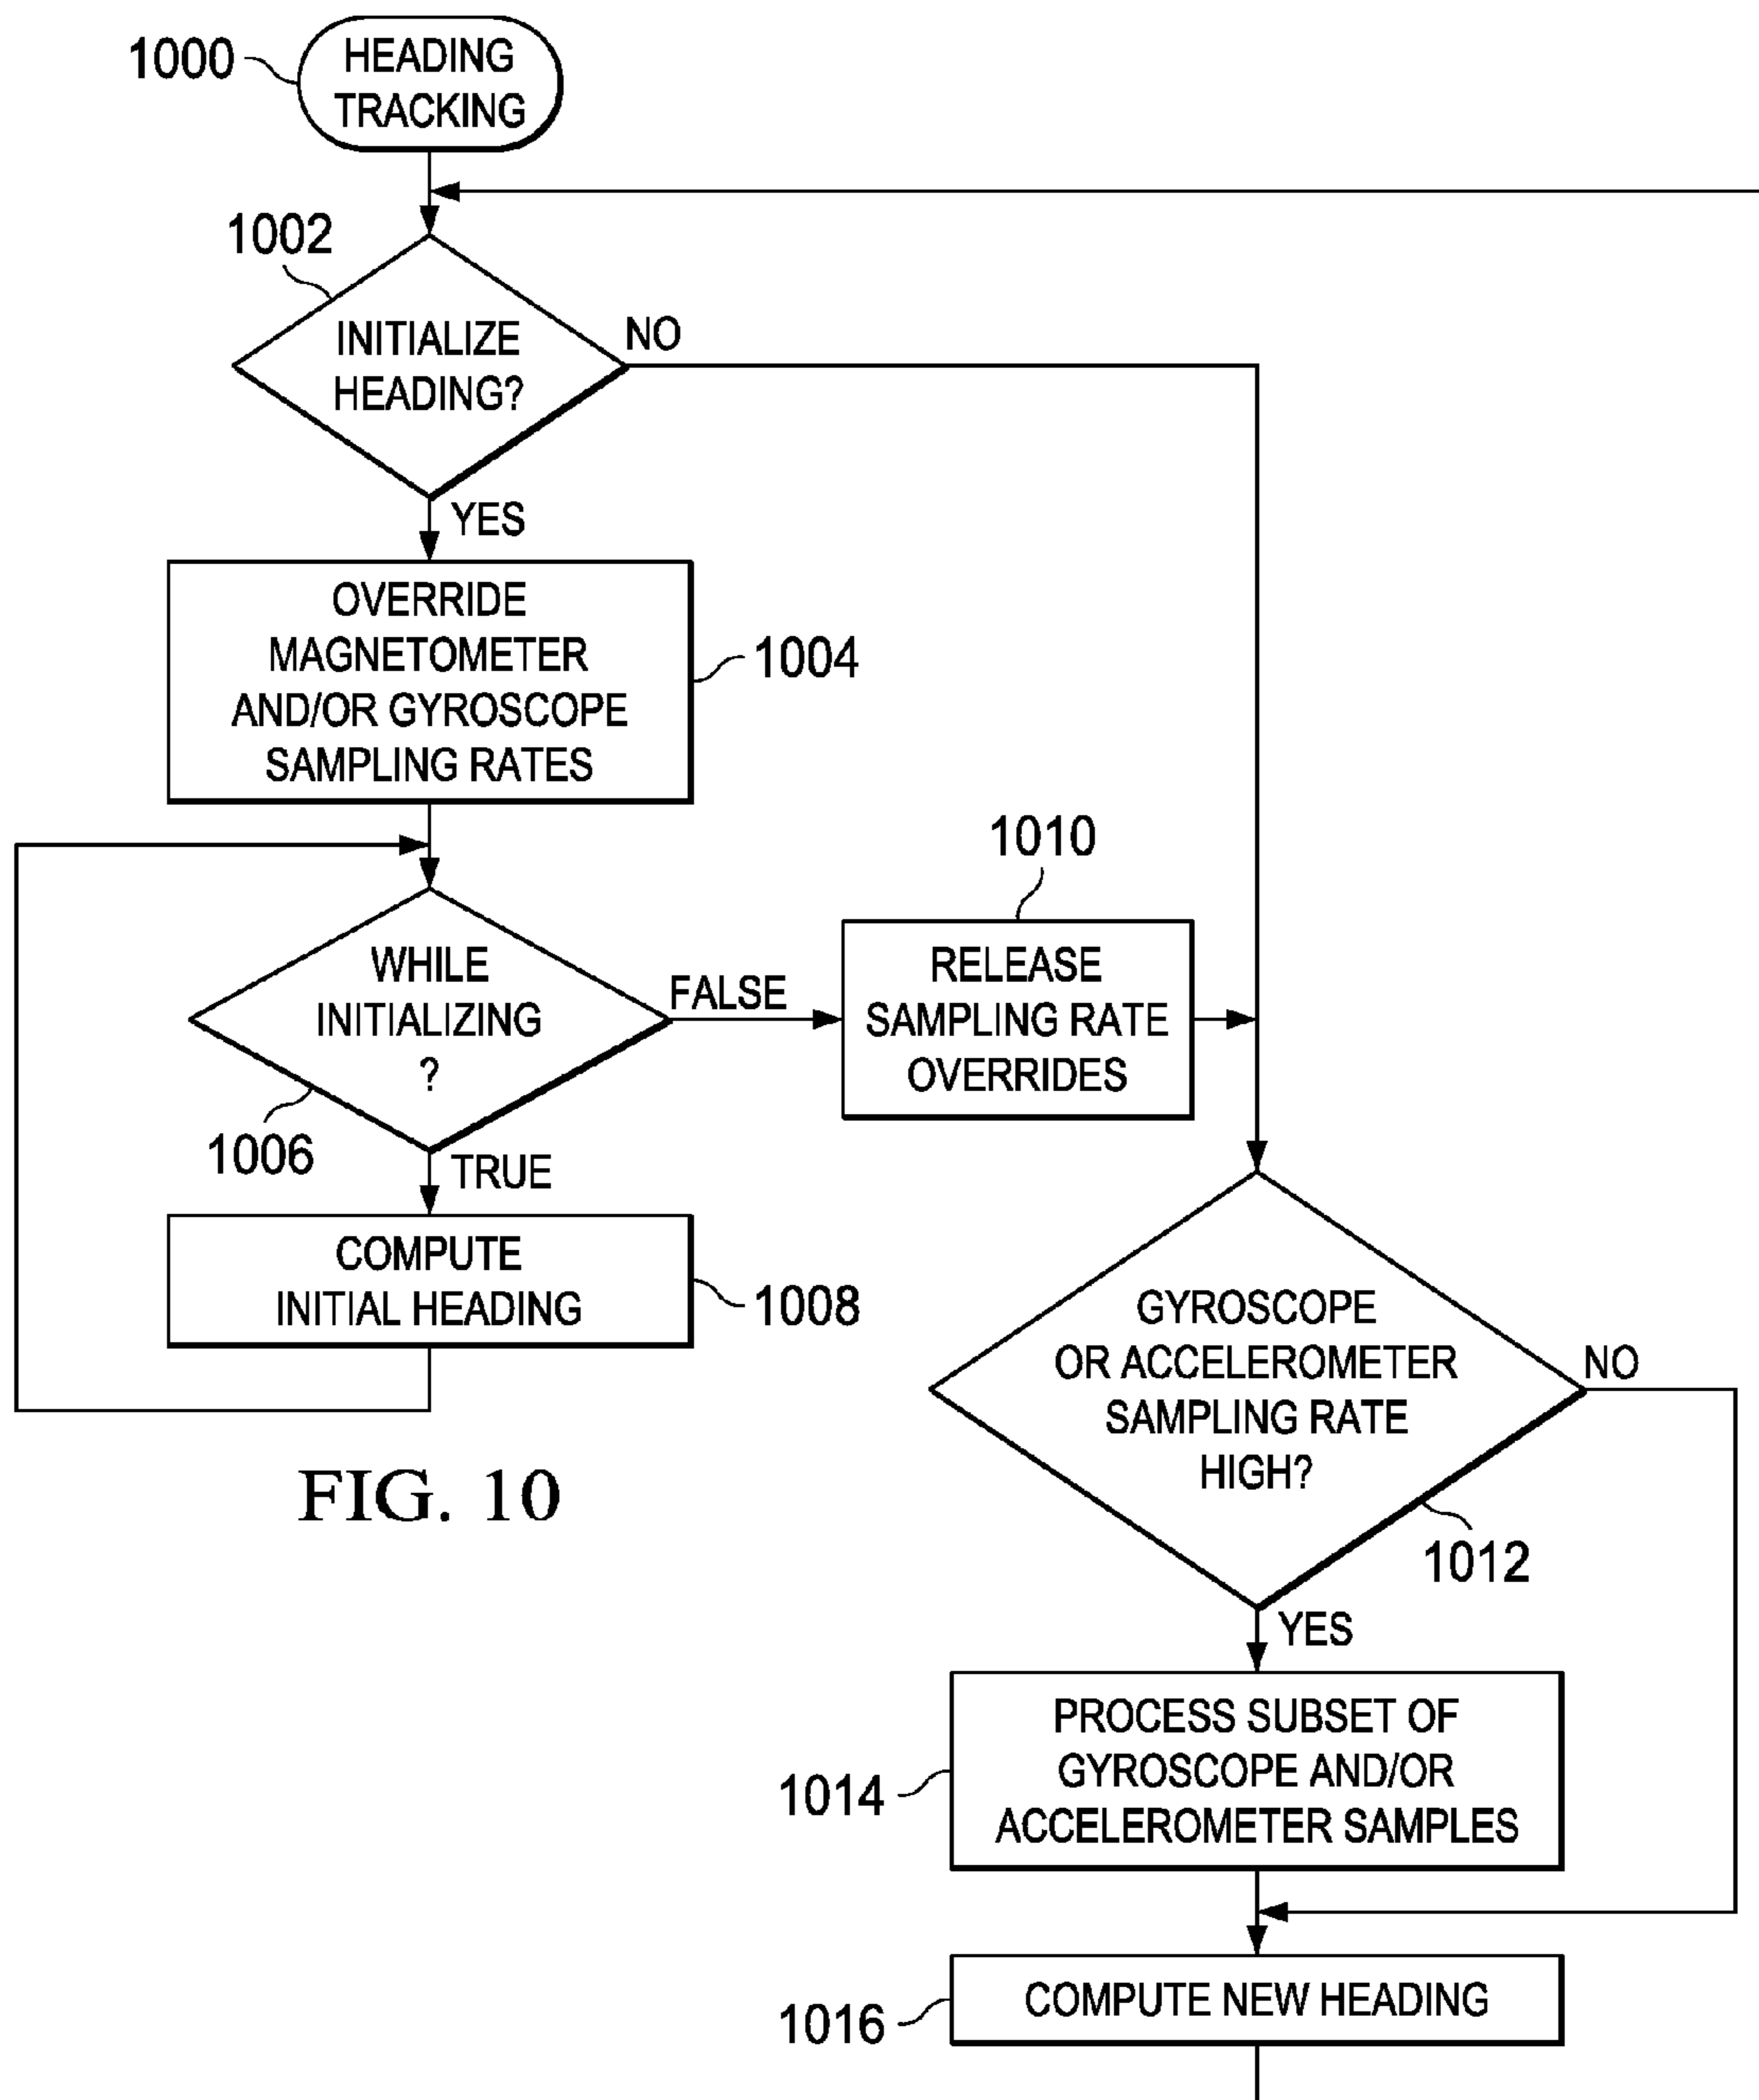 1000
HEADING
TRACKING
1002
INITIALIZE
HEADING?
NO
YES
OVERRIDE
MAGNETOMETER
AND/OR GYROSCOPE
SAMPLING RATES
1004
WHILE
INITIALIZING
?
1006
FALSE
TRUE
1010
RELEASE
SAMPLING RATE
OVERRIDES
COMPUTE
INITIAL HEADING
1008
GYROSCOPE
OR ACCELEROMETER
SAMPLING RATE
HIGH?
NO
1012
YES
FIG. 10
PROCESS SUBSET OF
GYROSCOPE AND/OR
ACCELEROMETER SAMPLES
1014
COMPUTE NEW HEADING
1016